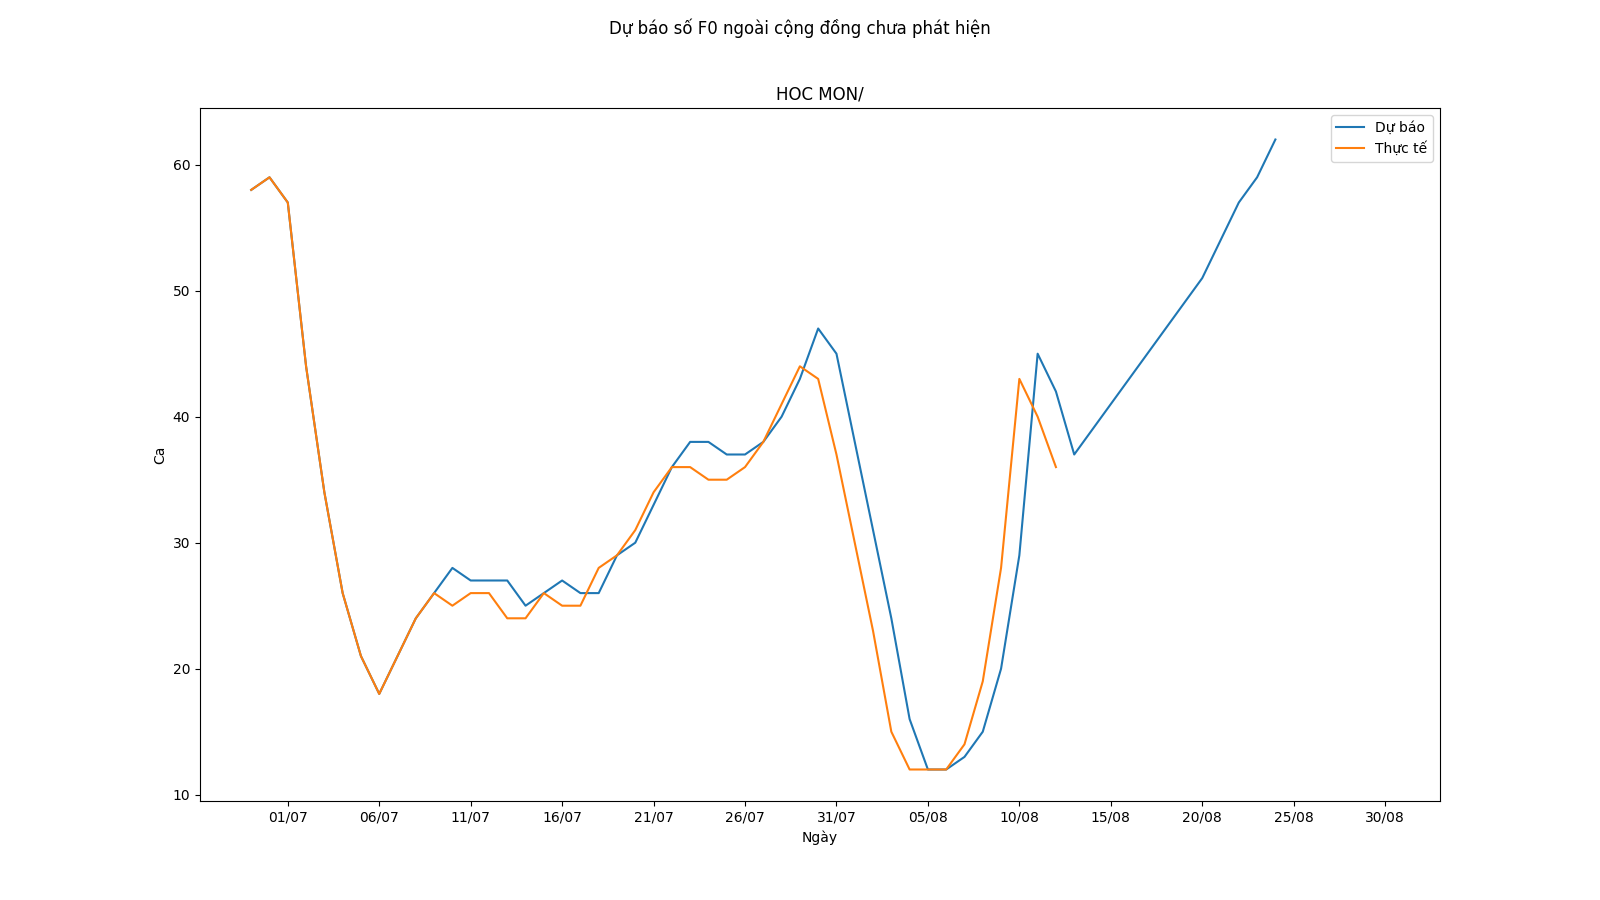 Dự báo số F0 ngoài cộng đồng chưa phát hiện
HOC MON/
Dự báo
Thực tế
60
50
40
30
20
10
Ca
01/07 06/07 11/07 16/07 21/07 26/07 31/07 05/08 10/08 15/08 20/08 25/08 30/08
Ngày